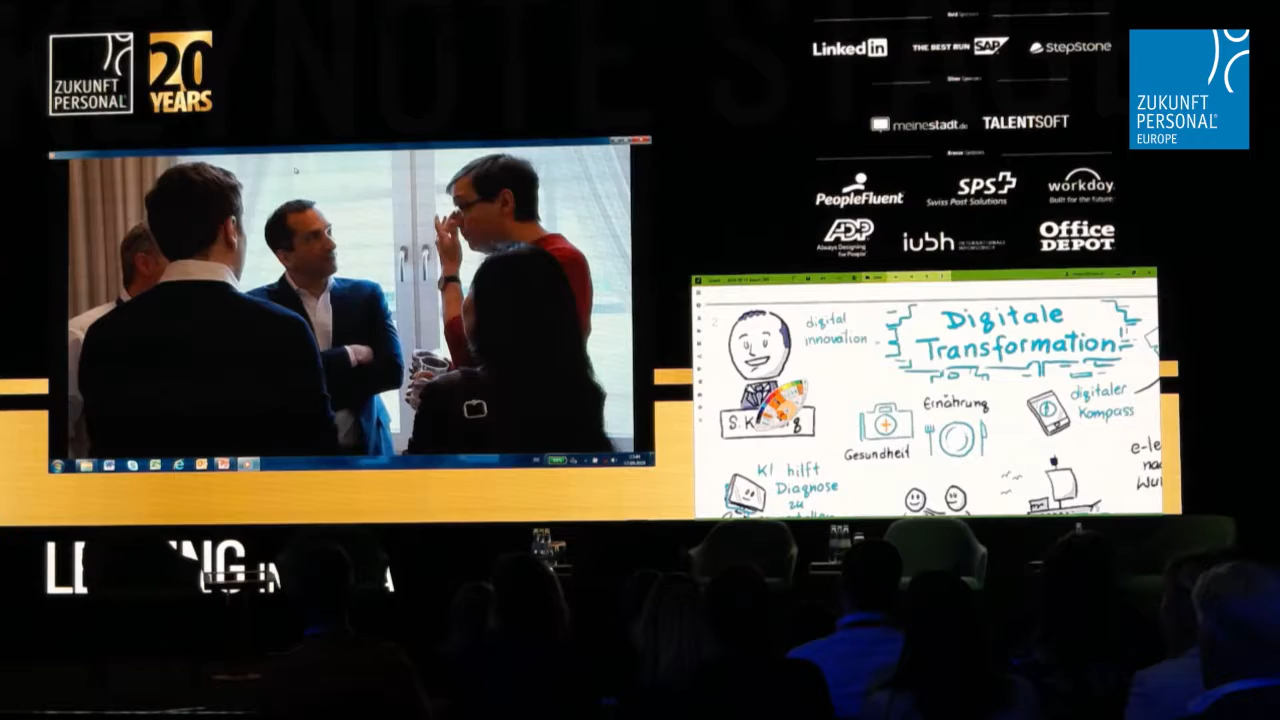 ZUKUNFT
PERSONAL
20
YEARS
LinkedIn
THE BEST RUN SAP
StepStone
meinestadt.de
TALENTSOFT
PeopleFluent
SPS
Swiss Post Solutions
workday.
Built for the future
ADP
Always Designing
for People
iubh
Office
DEPOT
ZUKUNFT
PERSONAL
EUROPE
digital
innovation
Digitale
Transformation!
Ernährung
digitaler
Kompass
Gesundheit
KI hilft
Diagnose
zu